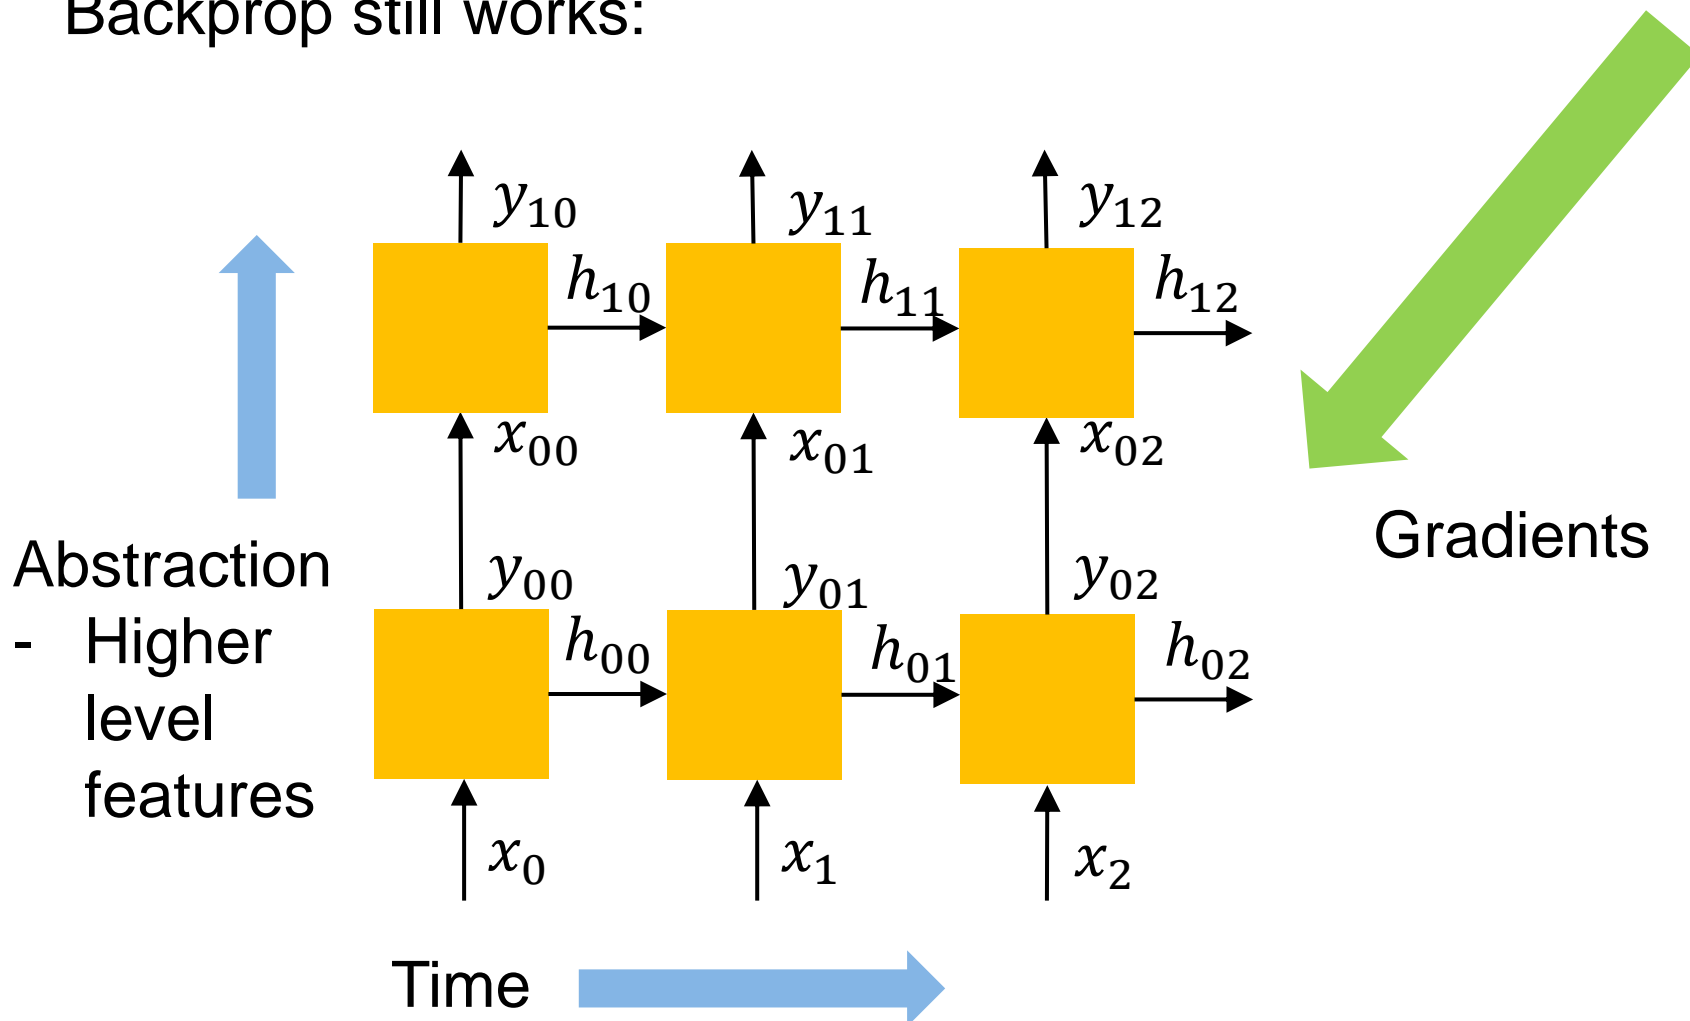 Backprop still works:
y₁₀ y₁₁ y₁₂
h₁₀ h₁₁ h₁₂
x₀₀ x₀₁ x₀₂
Gradients
Abstraction
- Higher
level
features
y₀₀ y₀₁ y₀₂
h₀₀ h₀₁ h₀₂
x₀ x₁ x₂
Time